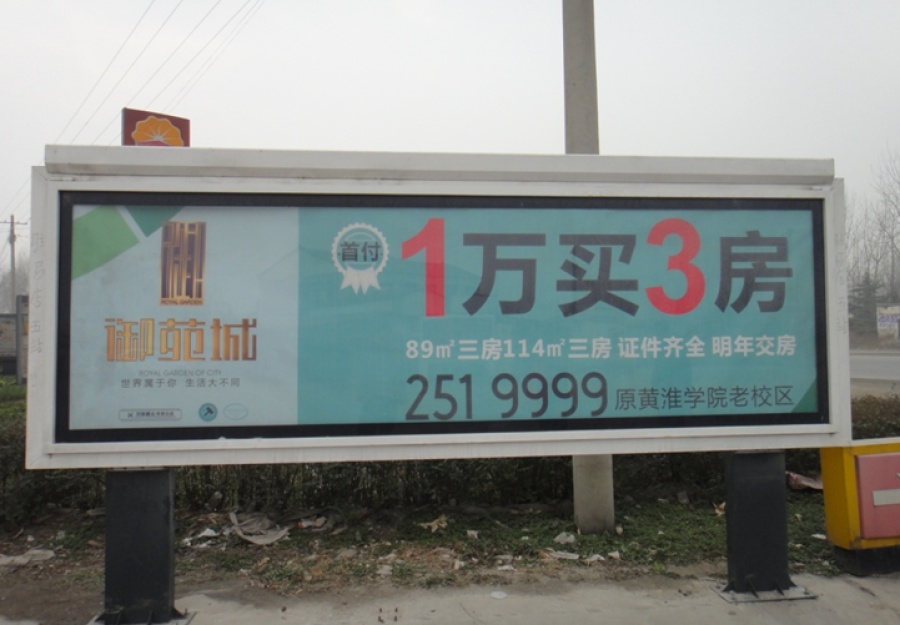 ROYAL GARDEN
御苑城
ROYAL GARDEN OF CITY
世界属于你 生活大不同
首付
1万买3房
89㎡三房114㎡三房 证件齐全 明年交房
251 9999 原黄淮学院老校区